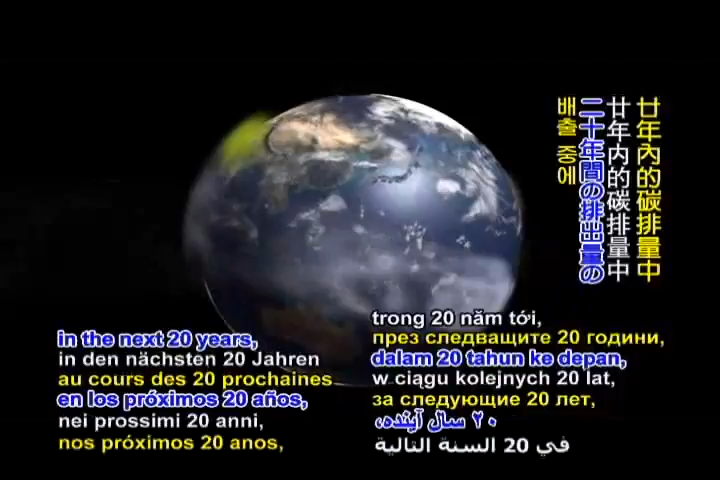 廿年內的碳排量中
廿年内的碳排量中
二十年間の排出量の
배출 중에
in the next 20 years,
in den nächsten 20 Jahren
au cours des 20 prochaines
en los próximos 20 años,
nei prossimi 20 anni,
nos próximos 20 anos,
trong 20 năm tới,
през следващите 20 години,
dalam 20 tahun ke depan,
w ciągu kolejnych 20 lat,
за следующие 20 лет,
۲۰ سال آینده،
في 20 السنة التالية